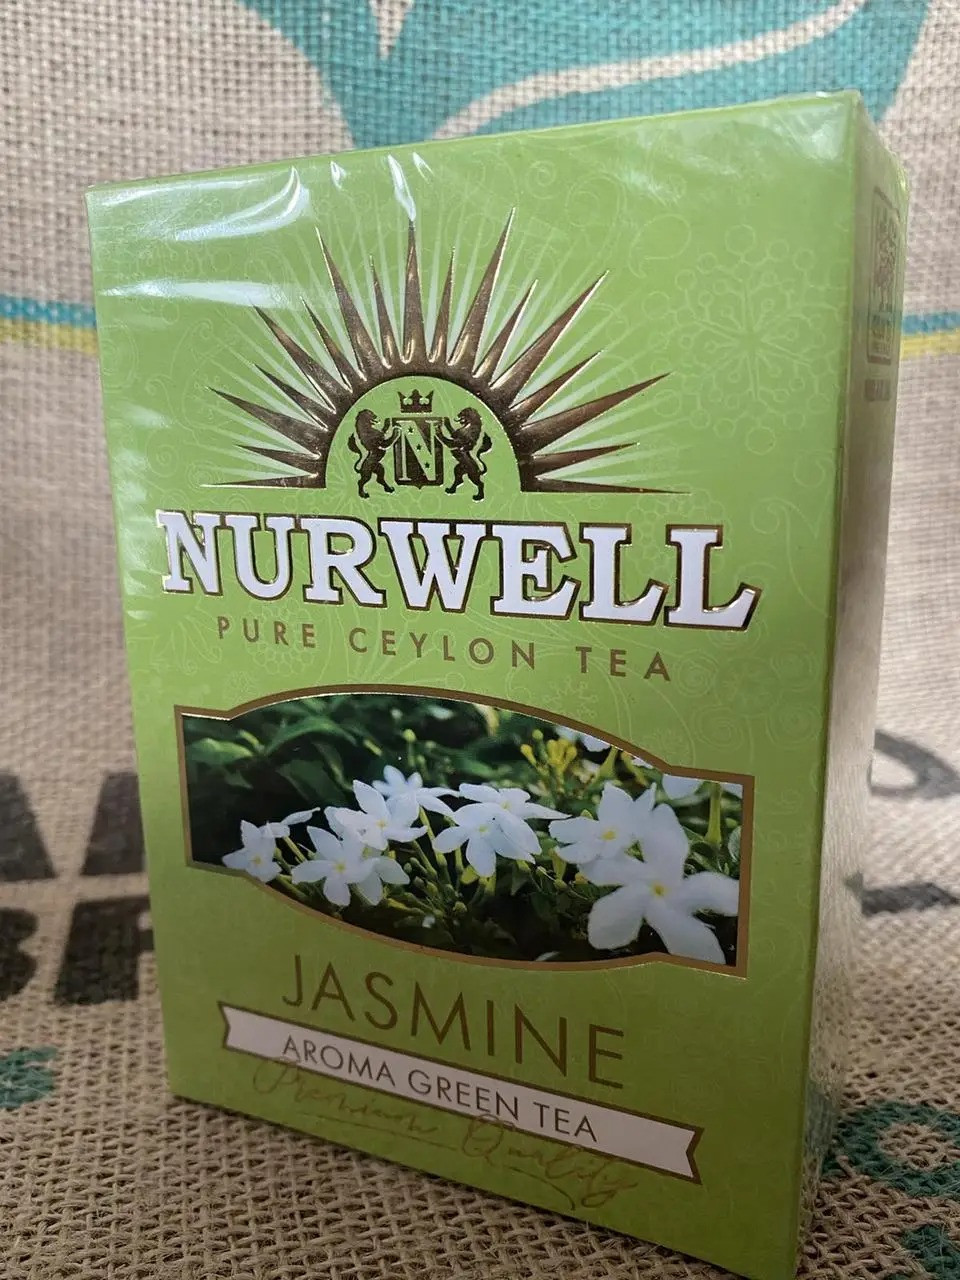 N
NURWELL
PURE CEYLON TEA
JASMINE
AROMA GREEN TEA
Premium Quality